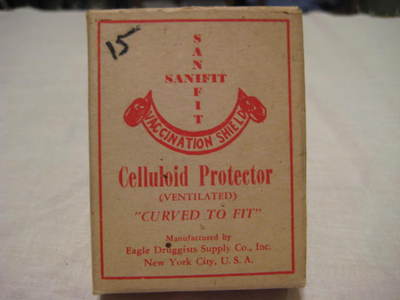 15
SANIFIT
SANIFIT
VACCINATION SHIELD
Celluloid Protector
(VENTILATED)
"CURVED TO FIT"
Manufactured by
Eagle Druggists Supply Co., Inc.
New York City, U. S. A.